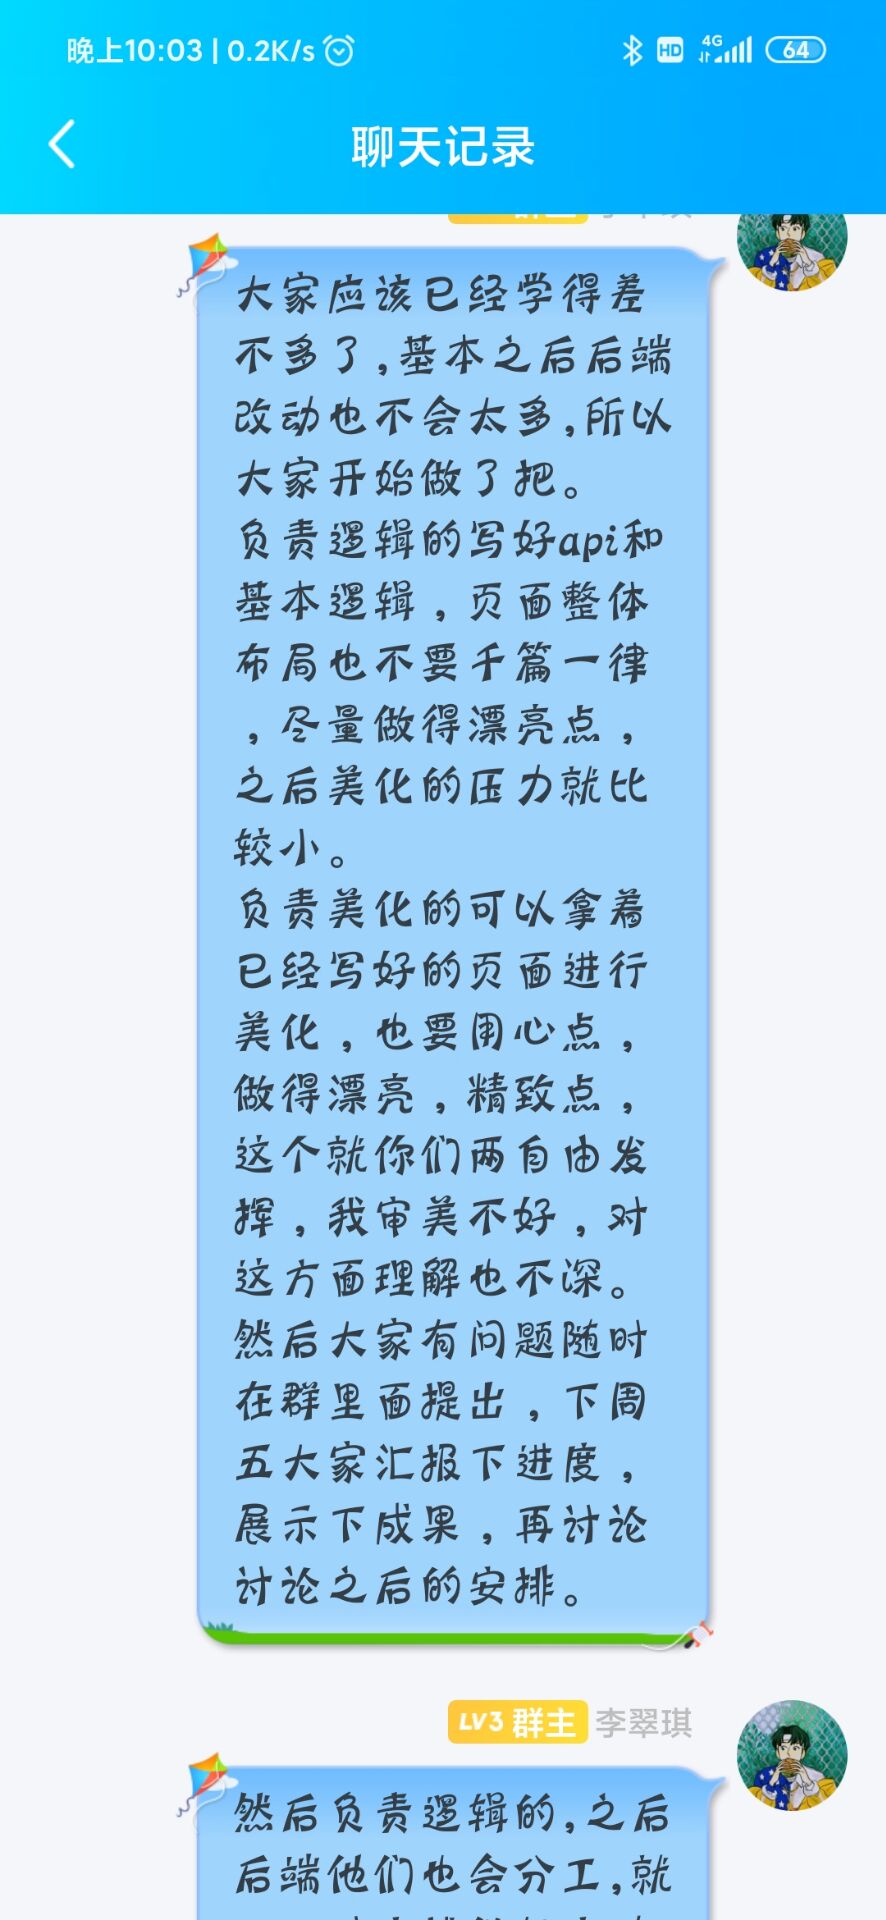 晚上10:03 | 0.2K/s
HD 4G 64
聊天记录
大家应该已经学得差
不多了,基本之后后端
改动也不会太多,所以
大家开始做了把。
负责逻辑的写好api和
基本逻辑，页面整体
布局也不要千篇一律
，尽量做得漂亮点，
之后美化的压力就比
较小。
负责美化的可以拿着
已经写好的页面进行
美化，也要用心点，
做得漂亮，精致点，
这个就你们两自由发
挥，我审美不好，对
这方面理解也不深。
然后大家有问题随时
在群里面提出，下周
五大家汇报下进度，
展示下成果，再讨论
讨论之后的安排。
LV3 群主 李翠琪
然后负责逻辑的,之后
后端他们也会分工,就